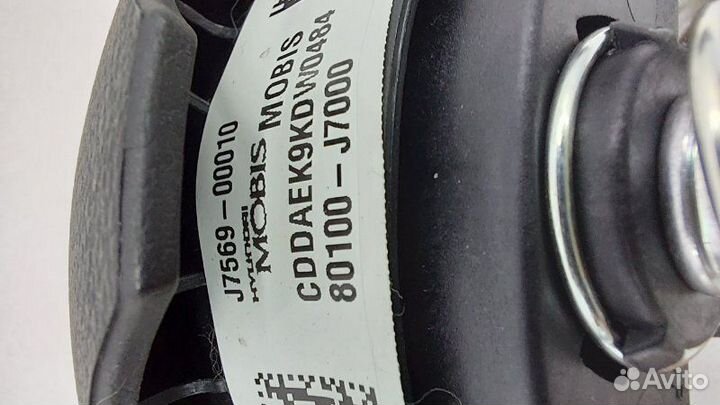 J7569-00010
HYUNDAI
MOBIS MOBIS
CDDAEK9KDW0484
80100-J7000
Avito